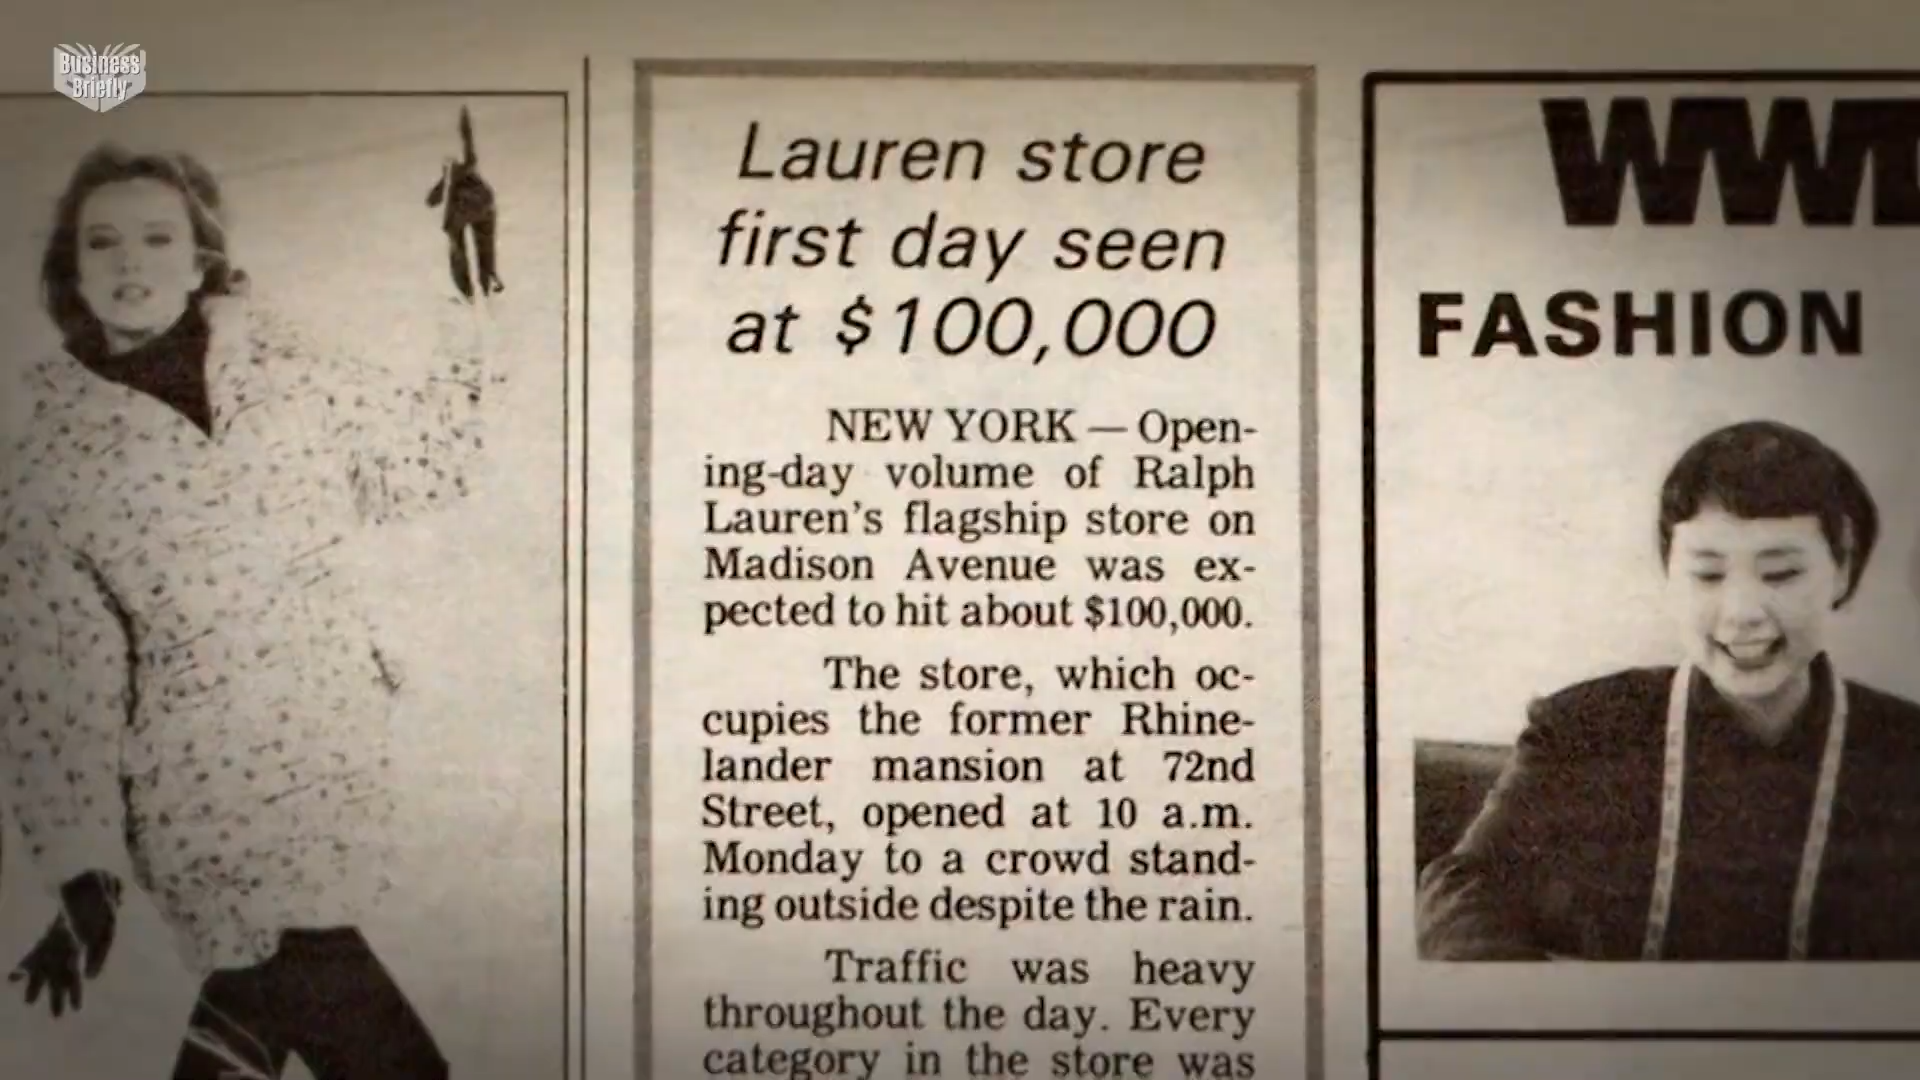 Business
Briefly
Lauren store
first day seen
at $100,000
NEW YORK — Open-
ing-day volume of Ralph
Lauren's flagship store on
Madison Avenue was ex-
pected to hit about $100,000.
The store, which oc-
cupies the former Rhine-
lander mansion at 72nd
Street, opened at 10 a.m.
Monday to a crowd stand-
ing outside despite the rain.
Traffic was heavy
throughout the day. Every
category in the store was
WWD
FASHION